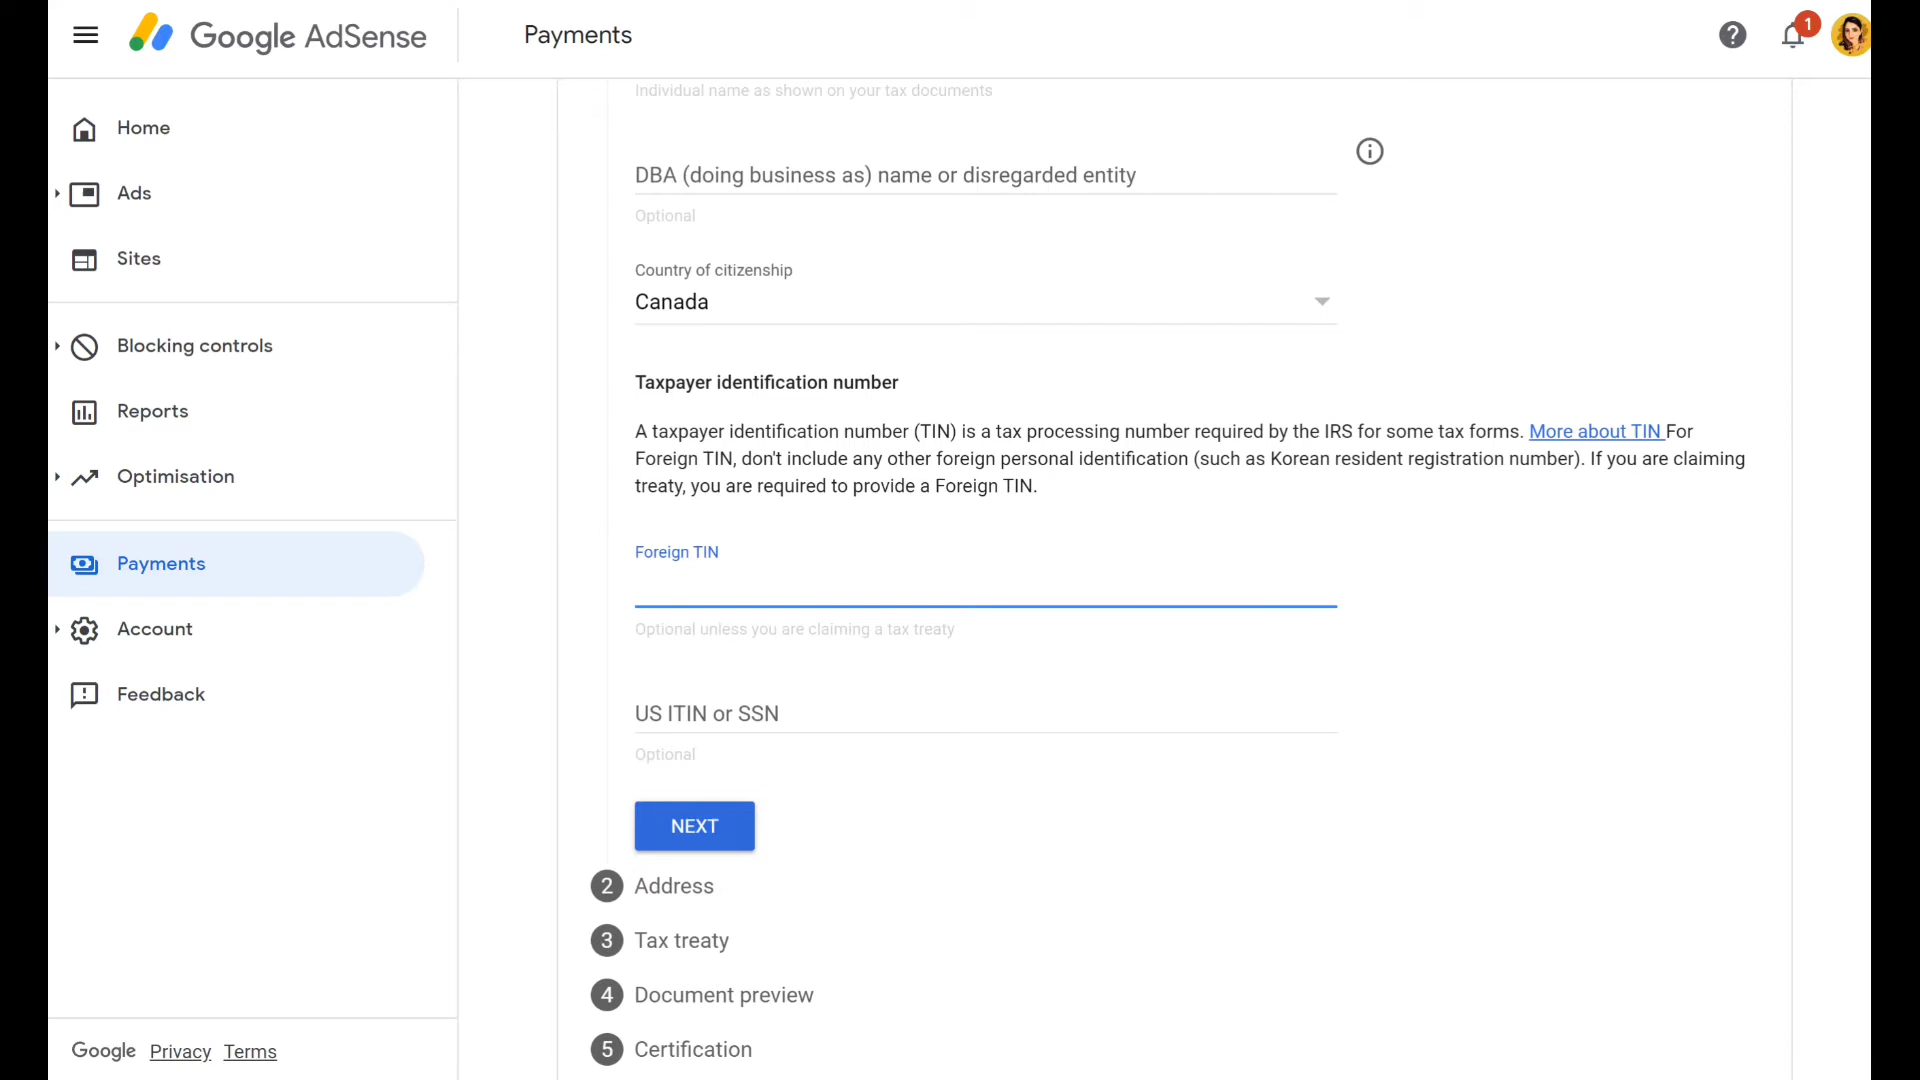 Google AdSense
Payments
1
Home
Ads
Sites
Blocking controls
Reports
Optimisation
Payments
Account
Feedback
Google Privacy Terms
Individual name as shown on your tax documents
DBA (doing business as) name or disregarded entity
Optional
Country of citizenship
Canada
Taxpayer identification number
A taxpayer identification number (TIN) is a tax processing number required by the IRS for some tax forms. More about TIN For
Foreign TIN, don't include any other foreign personal identification (such as Korean resident registration number). If you are claiming
treaty, you are required to provide a Foreign TIN.
Foreign TIN
Optional unless you are claiming a tax treaty
US ITIN or SSN
Optional
NEXT
2 Address
3 Tax treaty
4 Document preview
5 Certification